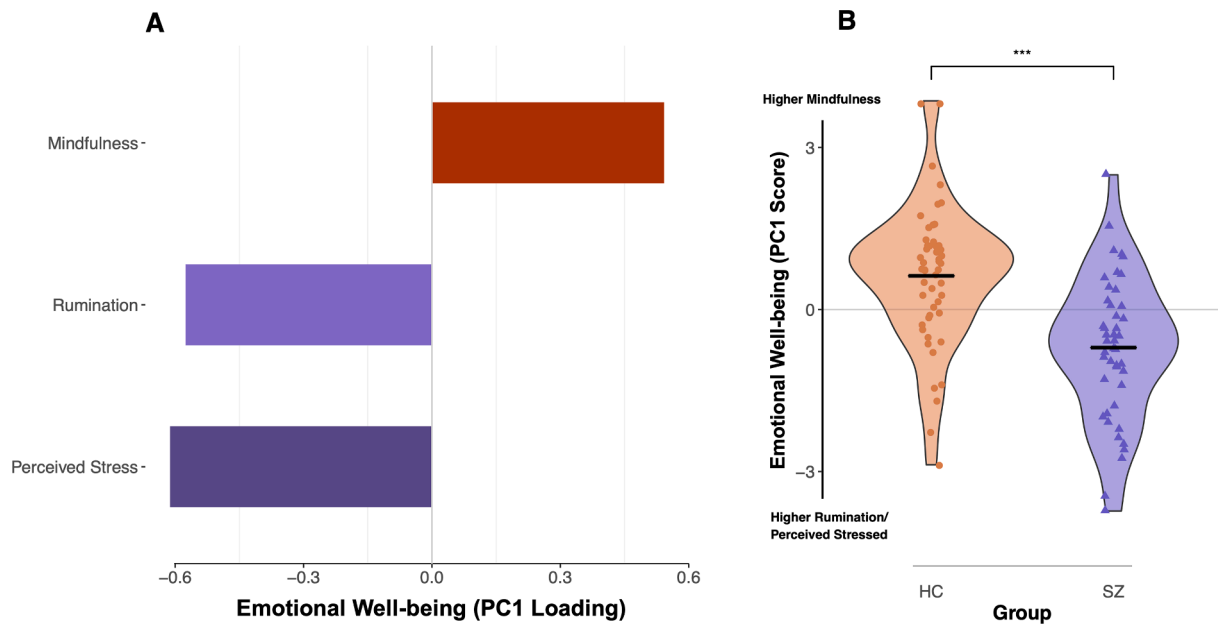 A
Mindfulness
Rumination
Perceived Stress
−0.6 −0.3 0.0 0.3 0.6
Emotional Well-being (PC1 Loading)
B
***
Higher Mindfulness
Emotional Well-being (PC1 Score)
3
0
−3
Higher Rumination/
Perceived Stressed
HC SZ
Group